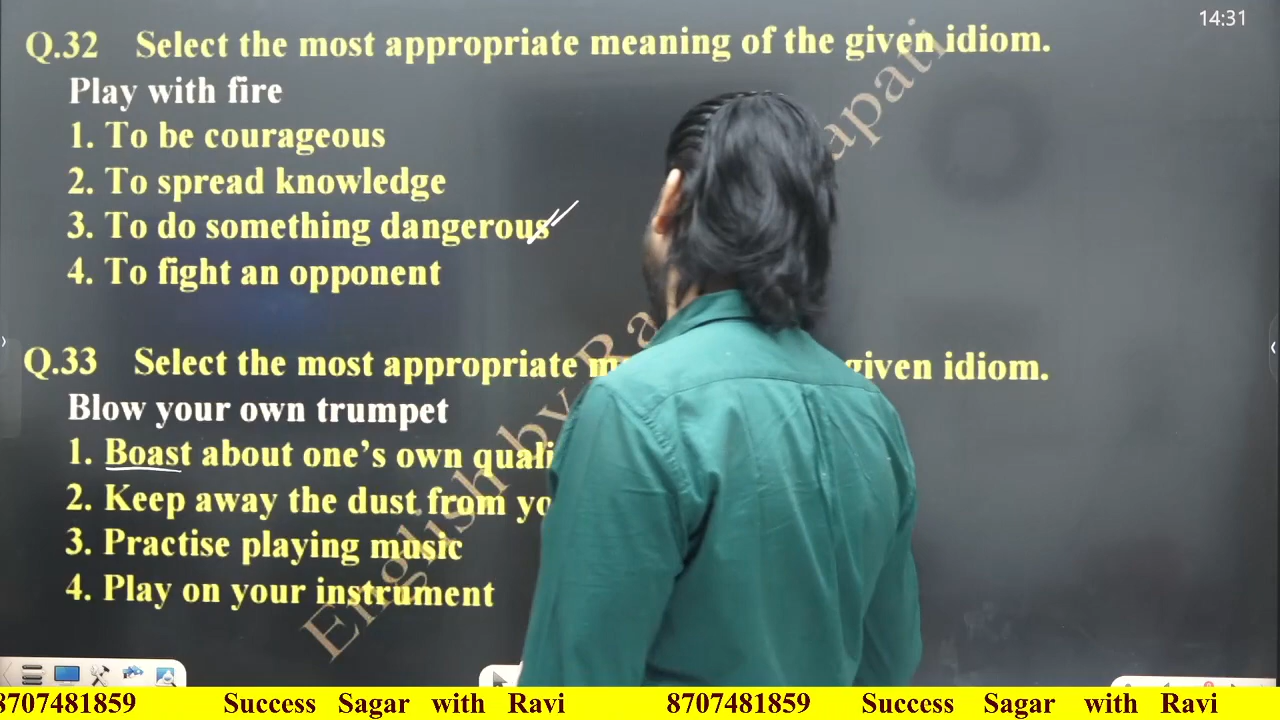 14:31
Q.32 Select the most appropriate meaning of the given idiom.
Play with fire
1. To be courageous
2. To spread knowledge
3. To do something dangerous
4. To fight an opponent
Q.33 Select the most appropriate given idiom.
Blow your own trumpet
1. Boast about one's own
2. Keep away the dust from
3. Practise playing music
4. Play on your instrument
English by
8707481859 Success Sagar with Ravi 8707481859 Success Sagar with Ravi